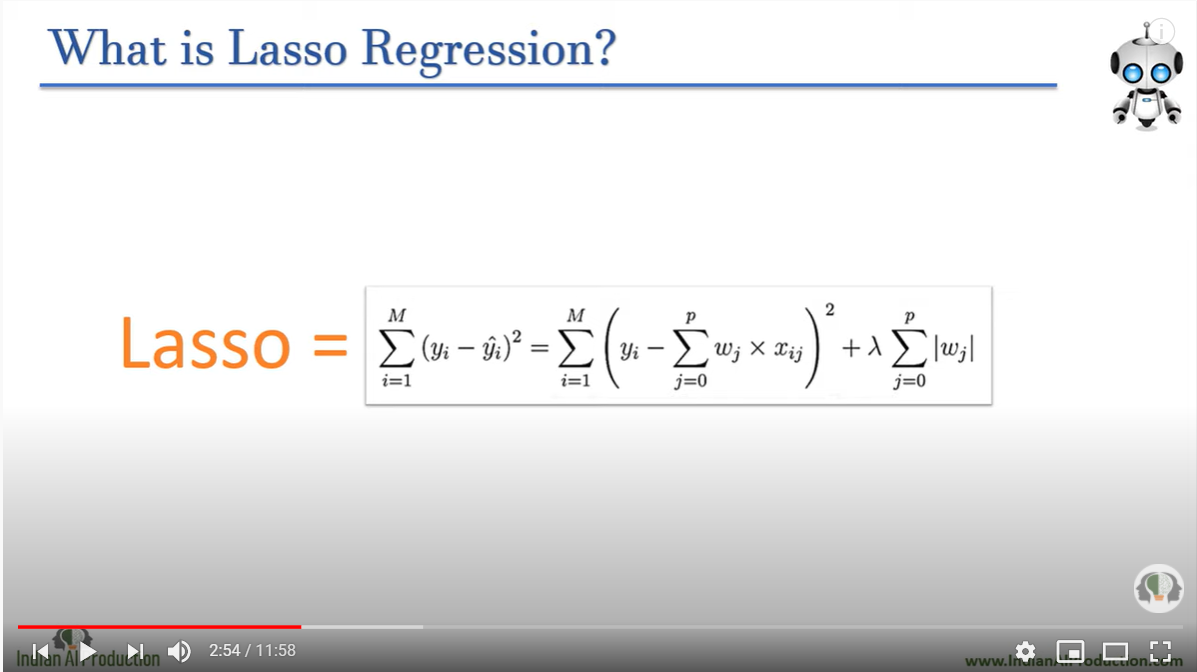 What is Lasso Regression?
i
Lasso = \sum_{i=1}^{M} (y_i - \hat{y}_i)^2 = \sum_{i=1}^{M} \left( y_i - \sum_{j=0}^{p} w_j \times x_{ij} \right)^2 + \lambda \sum_{j=0}^{p} |w_j|
2:54 / 11:58
Indian AI Production
www.IndianAIProduction.com